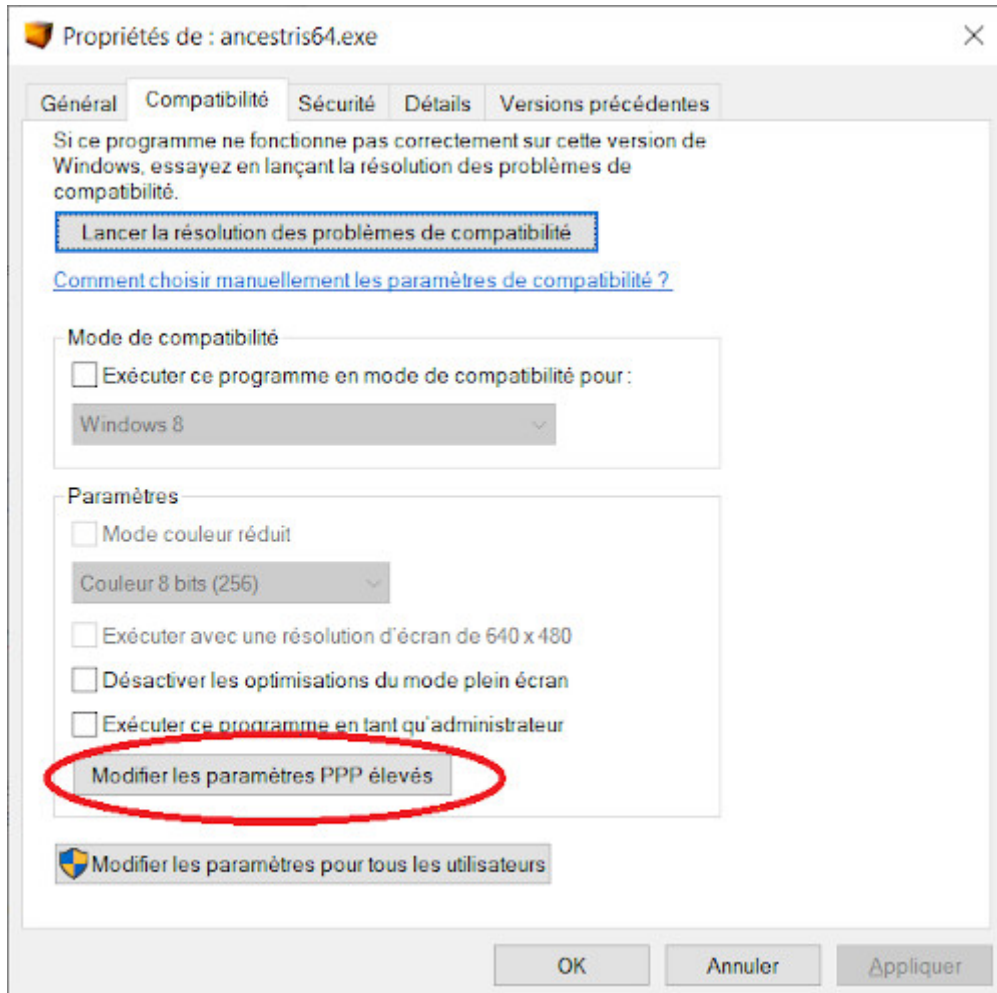 Propriétés de : ancestris64.exe
Général Compatibilité Sécurité Détails Versions précédentes
Si ce programme ne fonctionne pas correctement sur cette version de
Windows, essayez en lançant la résolution des problèmes de
compatibilité.
Lancer la résolution des problèmes de compatibilité
Comment choisir manuellement les paramètres de compatibilité ?
Mode de compatibilité
Exécuter ce programme en mode de compatibilité pour :
Windows 8
Paramètres
Mode couleur réduit
Couleur 8 bits (256)
Exécuter avec une résolution d'écran de 640 x 480
Désactiver les optimisations du mode plein écran
Exécuter ce programme en tant qu'administrateur
Modifier les paramètres PPP élevés
Modifier les paramètres pour tous les utilisateurs
OK Annuler Appliquer